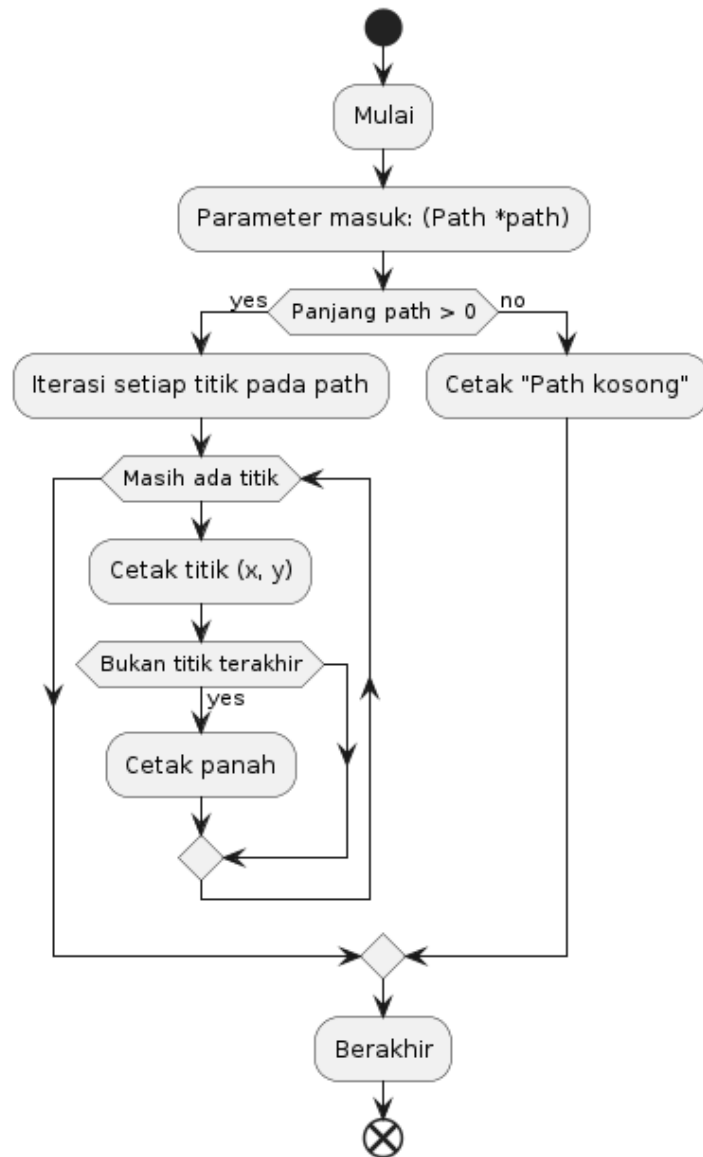 Mulai
Parameter masuk: (Path *path)
yes
Panjang path > 0
no
Iterasi setiap titik pada path
Cetak "Path kosong"
Masih ada titik
Cetak titik (x, y)
Bukan titik terakhir
yes
Cetak panah
Berakhir